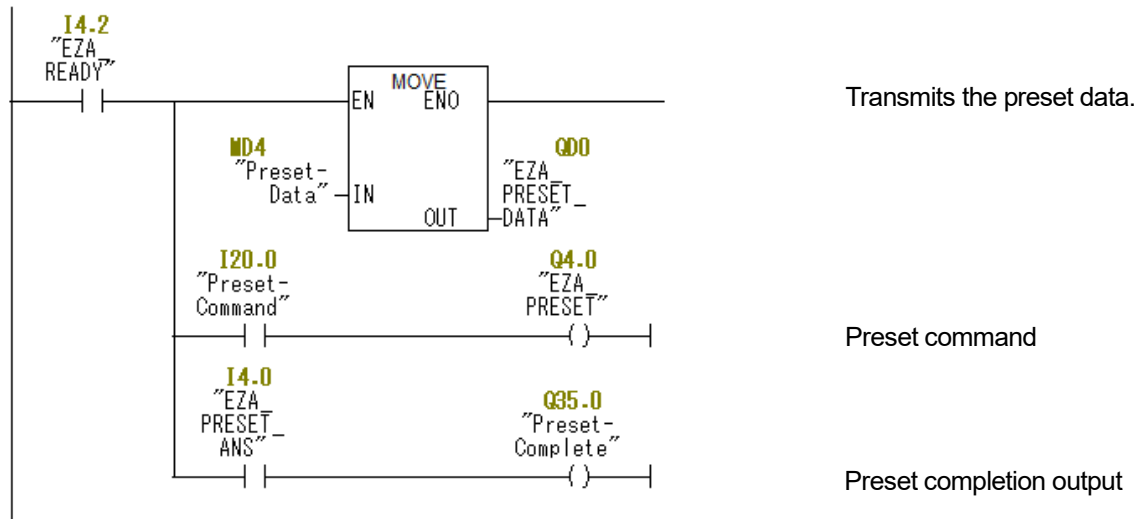 I4.2
"EZA_
READY"
MOVE
EN ENO
Transmits the preset data.
MD4
"Preset-
Data"
IN
QD0
"EZA_
PRESET_
DATA"
OUT
I20.0
"Preset-
Command"
Q4.0
"EZA_
PRESET"
Preset command
I4.0
"EZA_
PRESET_
ANS"
Q35.0
"Preset-
Complete"
Preset completion output